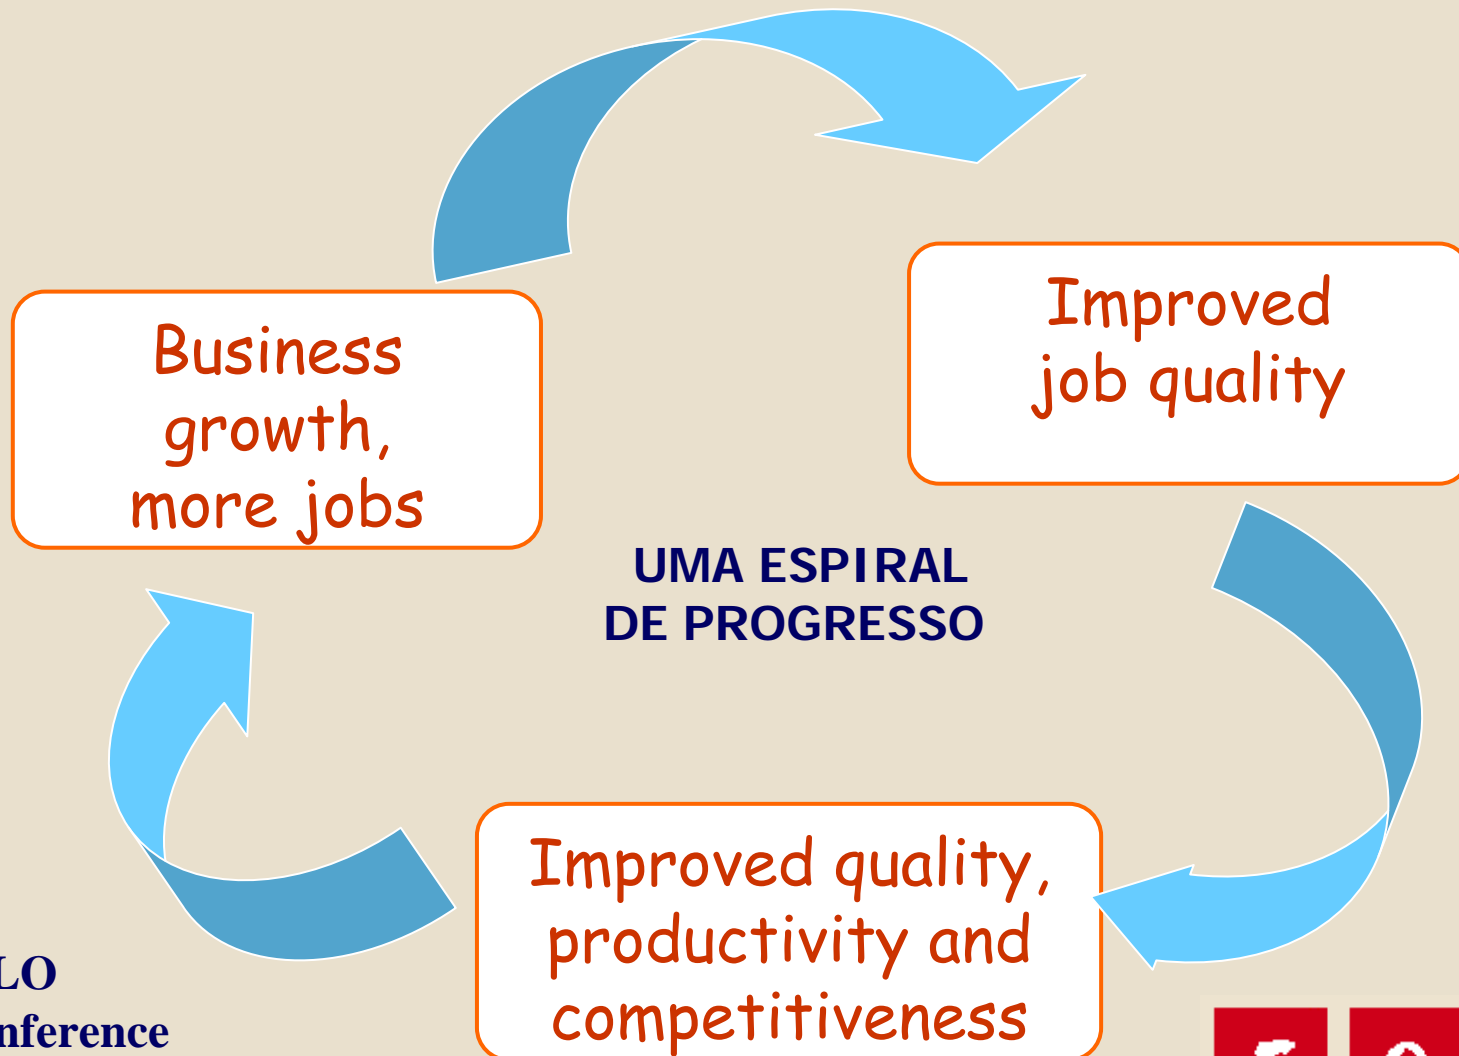 Business
growth,
more jobs
Improved
job quality
UMA ESPIRAL
DE PROGRESSO
Improved quality,
productivity and
competitiveness
LO
nference